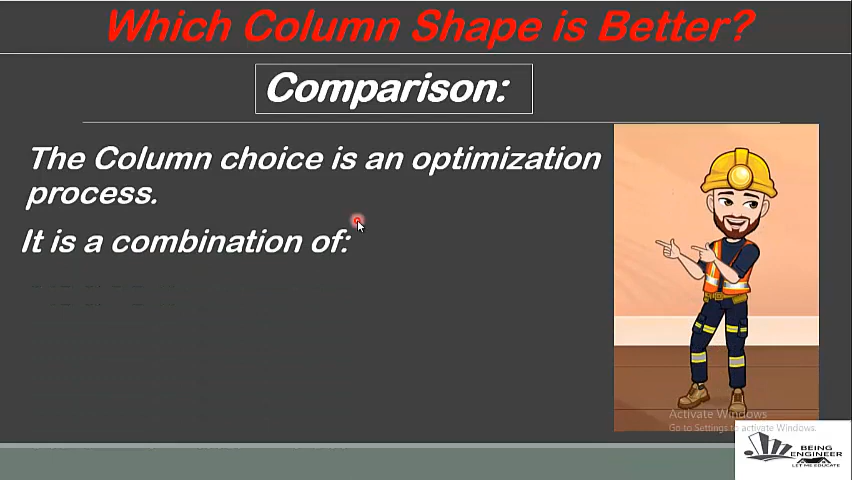 Which Column Shape is Better?
Comparison:
The Column choice is an optimization
process.
It is a combination of:
Activate Windows
Go to Settings to activate Windows.
BEING
ENGINEER
LET ME EDUCATE